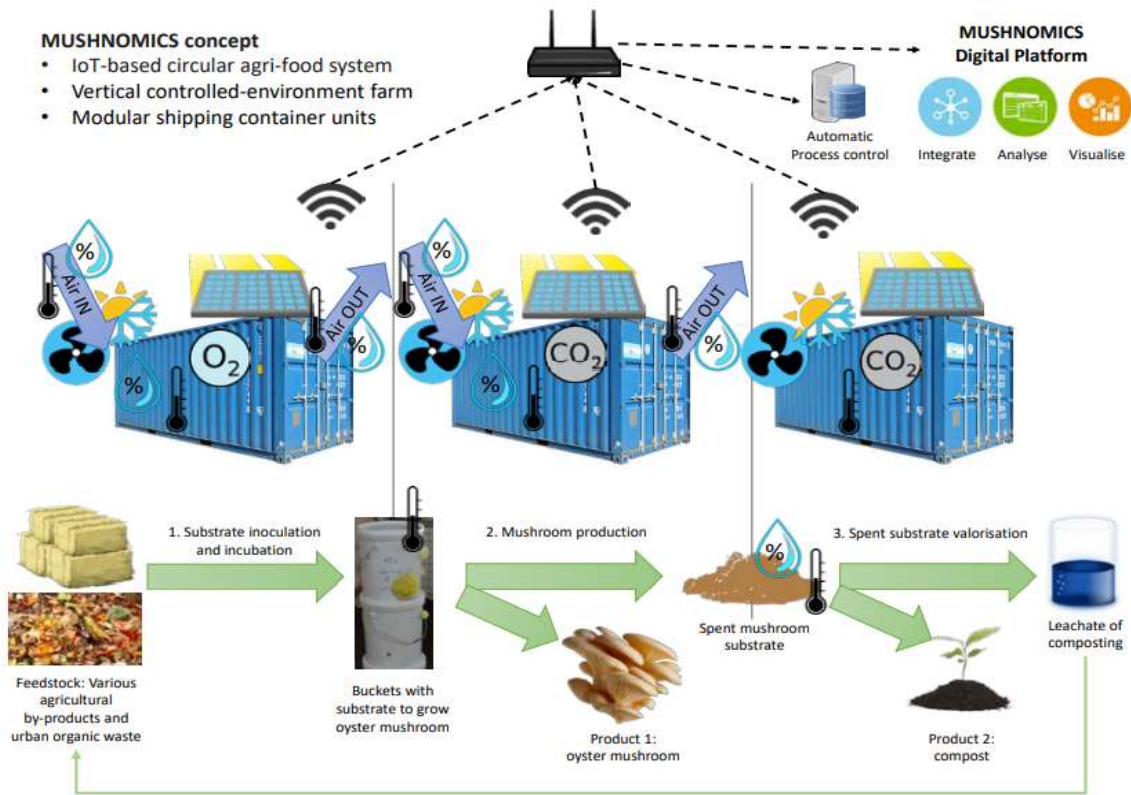 MUSHNOMICS concept
• IoT-based circular agri-food system
• Vertical controlled-environment farm
• Modular shipping container units
MUSHNOMICS
Digital Platform
Automatic
Process control
Integrate
Analyse
Visualise
%
Air IN
O₂
%
Air OUT
%
%
Air IN
CO₂
%
Air OUT
%
CO₂
1. Substrate inoculation
and incubation
2. Mushroom production
%
3. Spent substrate valorisation
Feedstock: Various
agricultural
by-products and
urban organic waste
Buckets with
substrate to grow
oyster mushroom
Product 1:
oyster mushroom
Spent mushroom
substrate
Product 2:
compost
Leachate of
composting